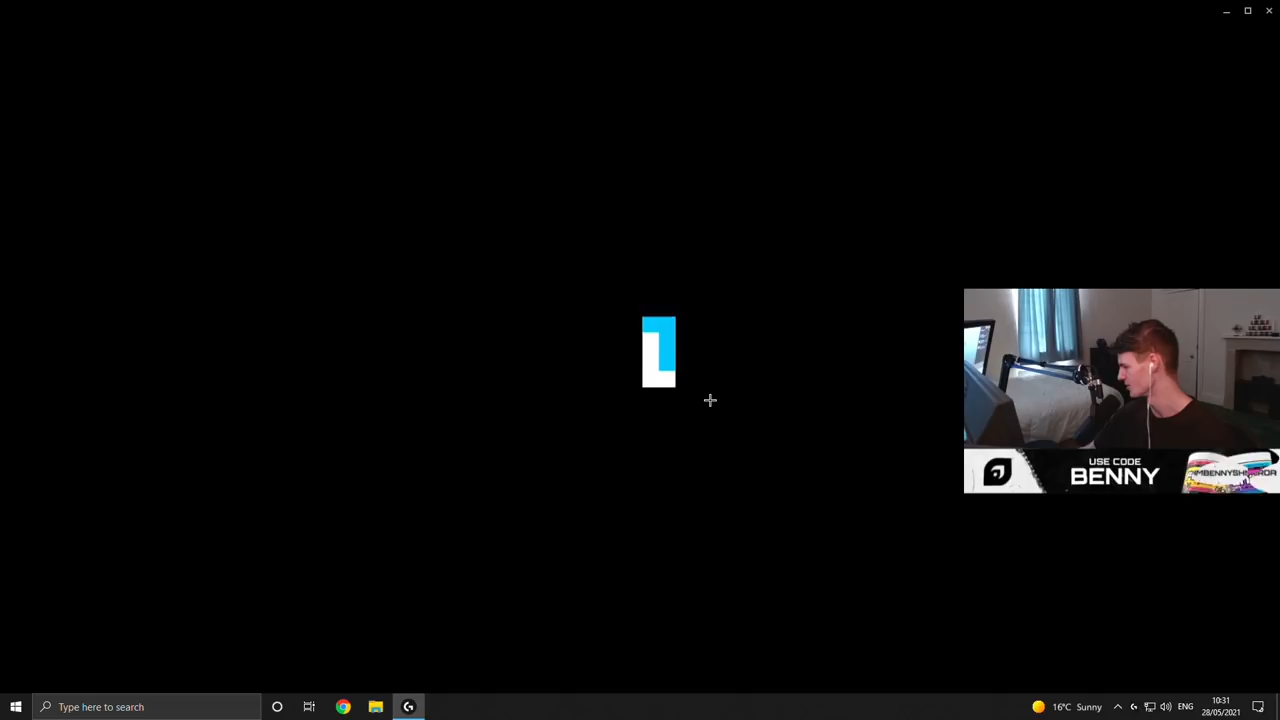 USE CODE
BENNY
Type here to search
16°C Sunny
ENG
10:31
28/05/2021